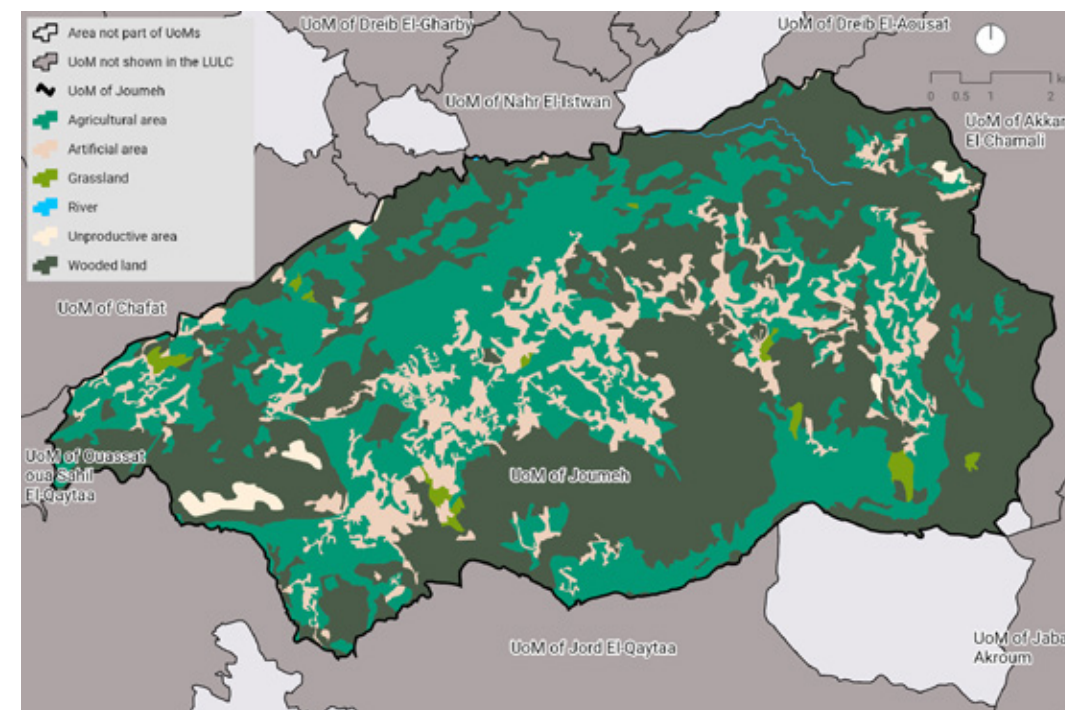 Area not part of UoMs
UoM not shown in the LULC
UoM of Joumeh
Agricultural area
Artificial area
Grassland
River
Unproductive area
Wooded land
UoM of Dreib El-Gharby
UoM of Dreib El-Aousat
0 0.5 1 2
UoM of Nahr El-Istwan
UoM of Akkar
El-Chamali
UoM of Chafat
UoM of Ouassat
oua Sahil
El-Qaytaa
UoM of Joumeh
UoM of Jord El-Qaytaa
UoM of Jaba
Akroum